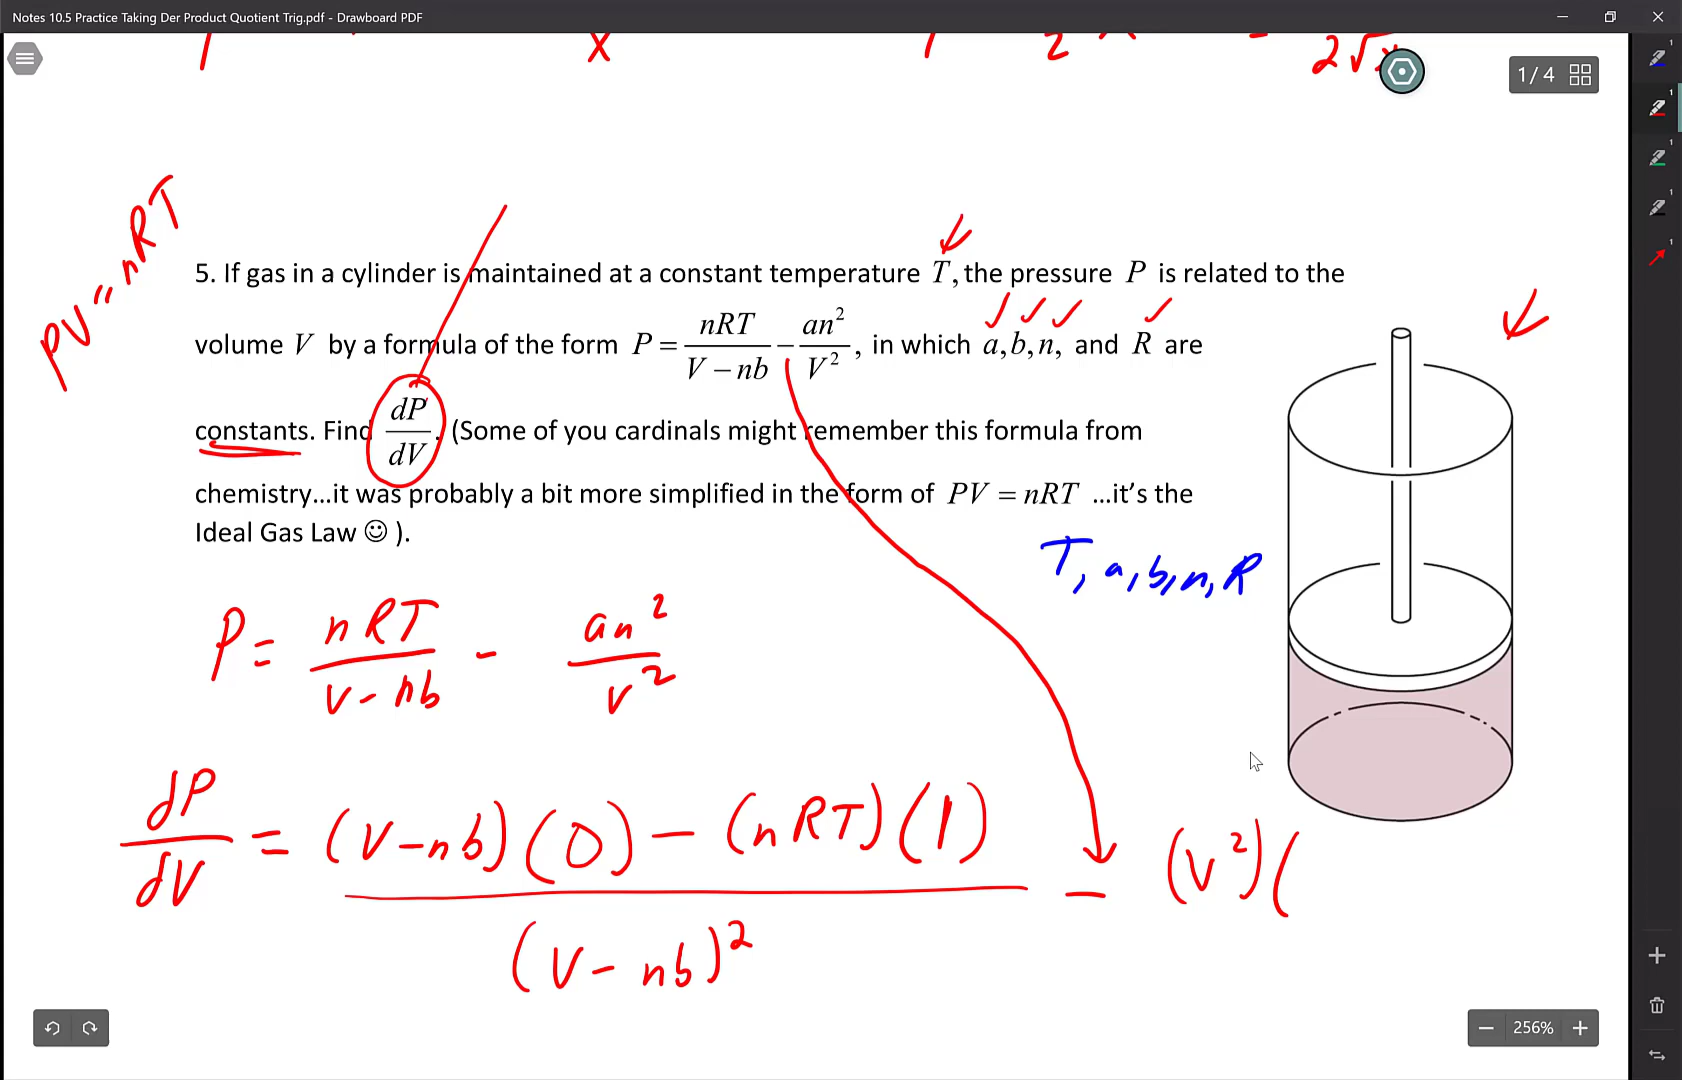 Notes 10.5 Practice Taking Der Product Quotient Trig.pdf - Drawboard PDF
x 2 2√x
1 / 4
PV = nRT
5. If gas in a cylinder is maintained at a constant temperature T, the pressure P is related to the
volume V by a formula of the form P = nRT/(V − nb) − an²/V², in which a, b, n, and R are
constants. Find dP/dV. (Some of you cardinals might remember this formula from
chemistry...it was probably a bit more simplified in the form of PV = nRT ...it's the
Ideal Gas Law ☺ ).
T, a, b, n, R
P = nRT/(V - nb) - an²/V²
dP/dV = ((V-nb)(0) - (nRT)(1))/(V - nb)² - (V²)(
256%